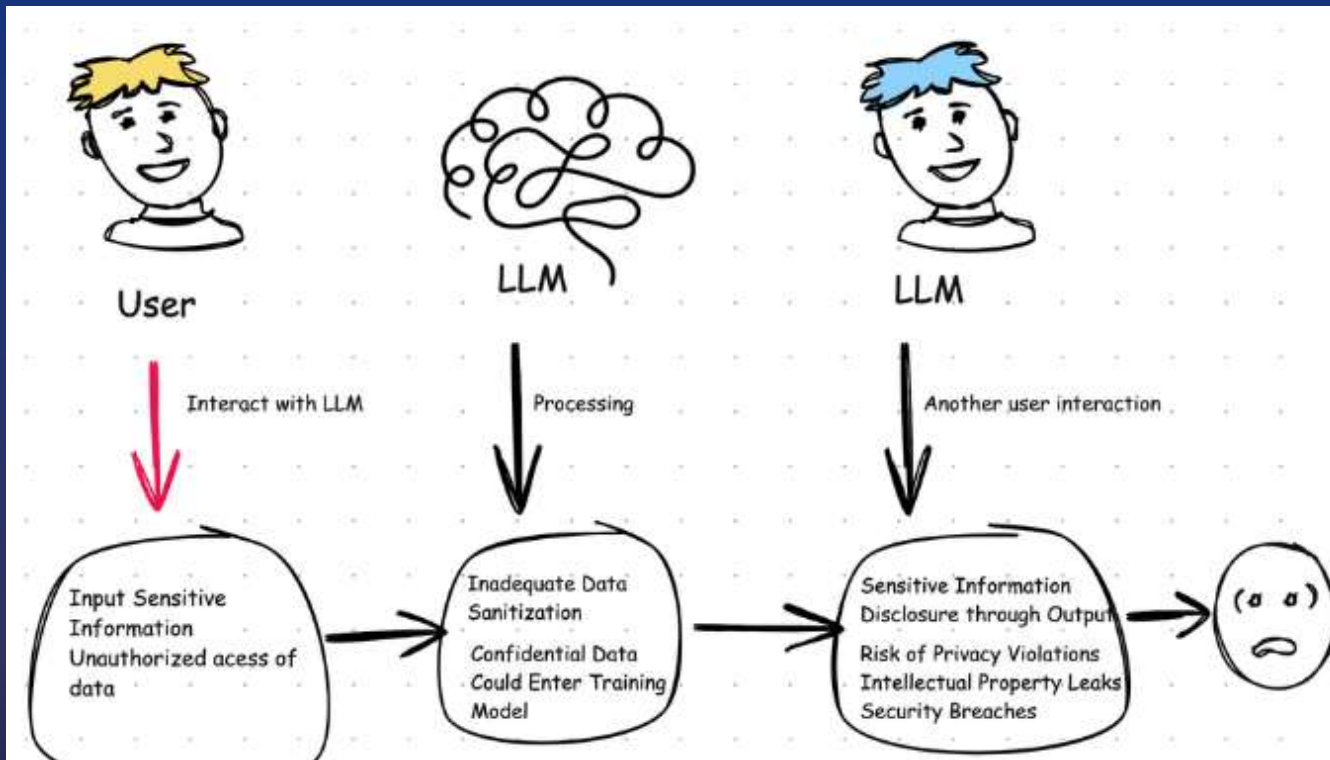 User
LLM
LLM
Interact with LLM
Processing
Another user interaction
Input Sensitive
Information
Unauthorized acess of
data
Inadequate Data
Sanitization
Confidential Data
Could Enter Training
Model
Sensitive Information
Disclosure through Output
Risk of Privacy Violations
Intellectual Property Leaks
Security Breaches